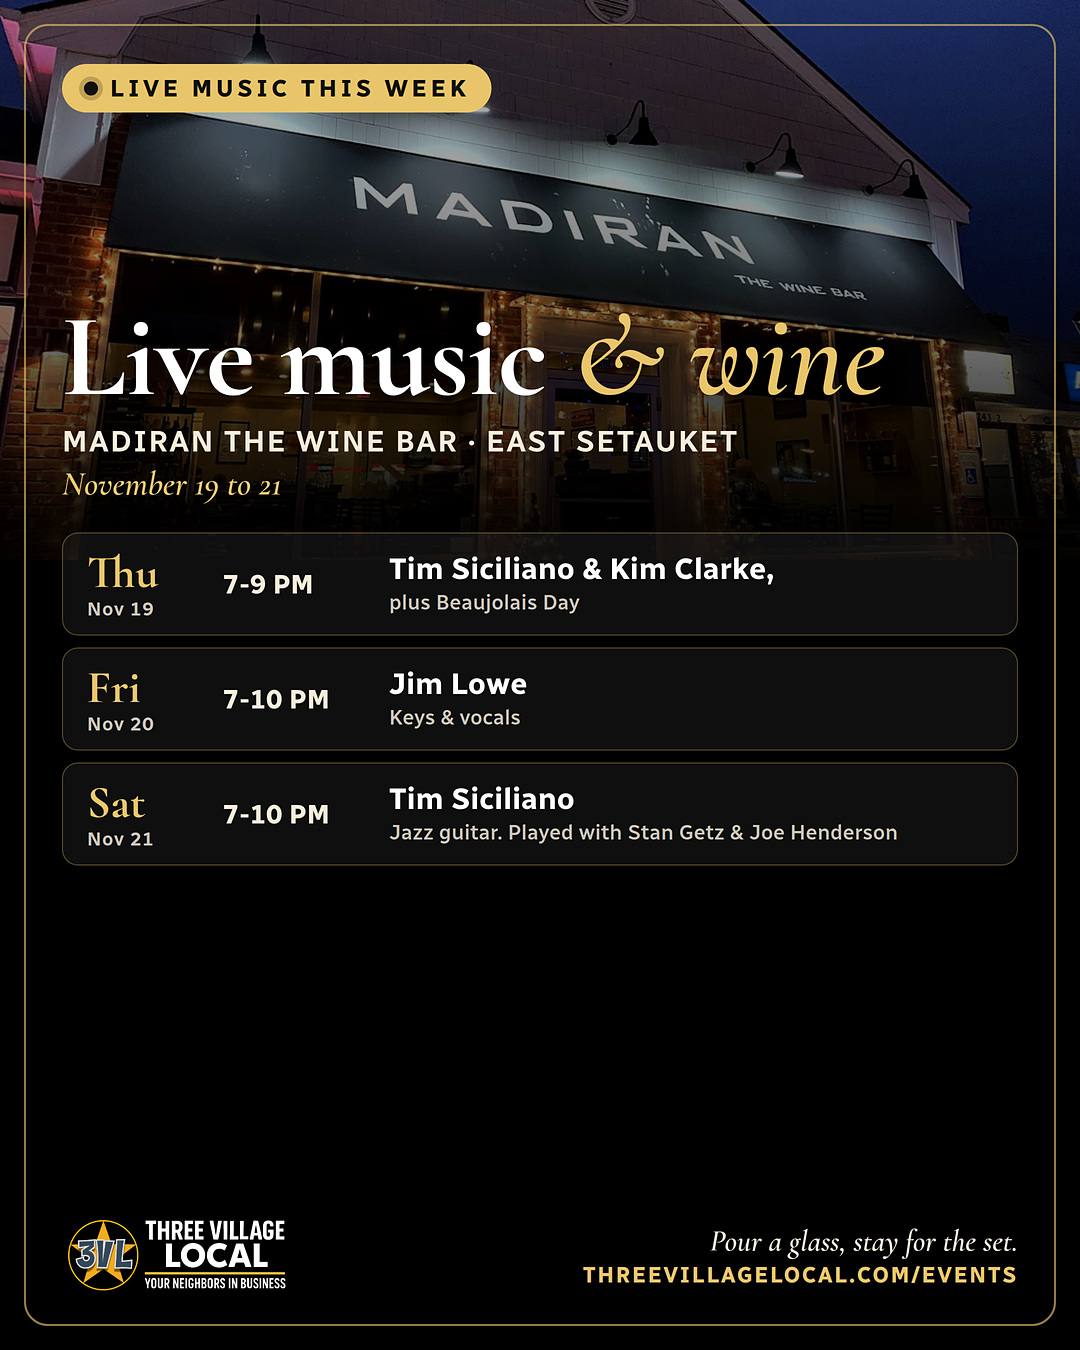 LIVE MUSIC THIS WEEK
MADIRAN
THE WINE BAR
Live music & wine
MADIRAN THE WINE BAR · EAST SETAUKET
November 19 to 21
Thu
Nov 19
7-9 PM
Tim Siciliano & Kim Clarke,
plus Beaujolais Day
Fri
Nov 20
7-10 PM
Jim Lowe
Keys & vocals
Sat
Nov 21
7-10 PM
Tim Siciliano
Jazz guitar. Played with Stan Getz & Joe Henderson
3VL
THREE VILLAGE
LOCAL
YOUR NEIGHBORS IN BUSINESS
Pour a glass, stay for the set.
THREEVILLAGELOCAL.COM/EVENTS